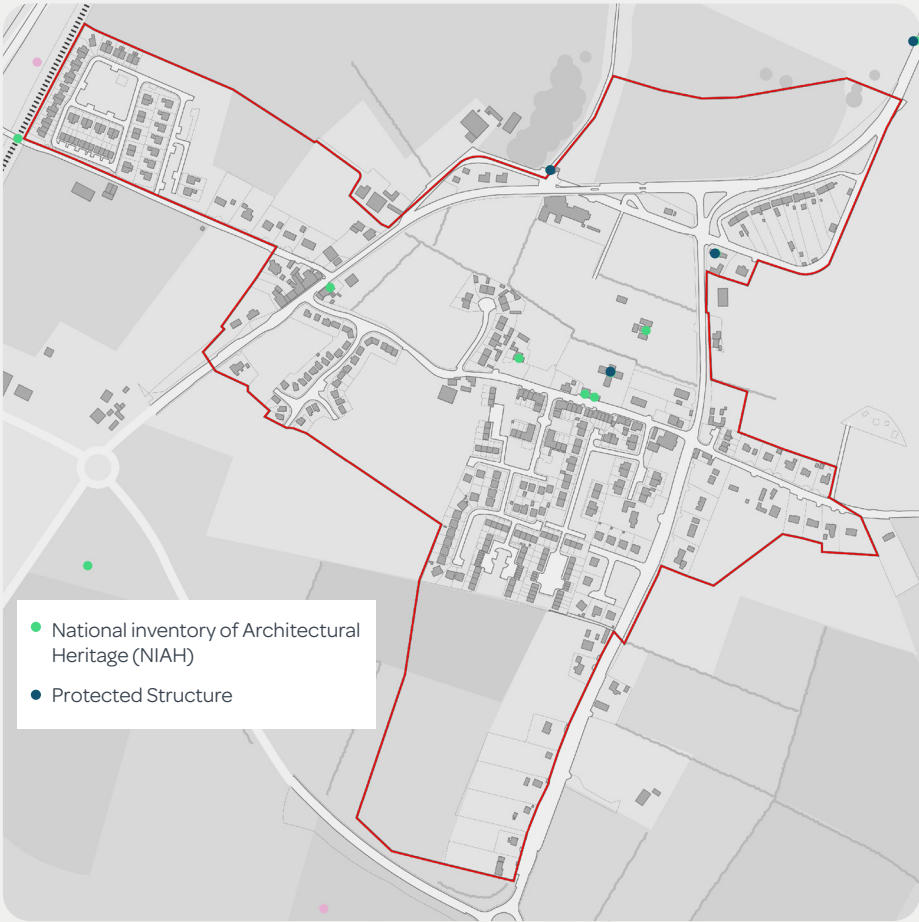 National inventory of Architectural
Heritage (NIAH)
Protected Structure